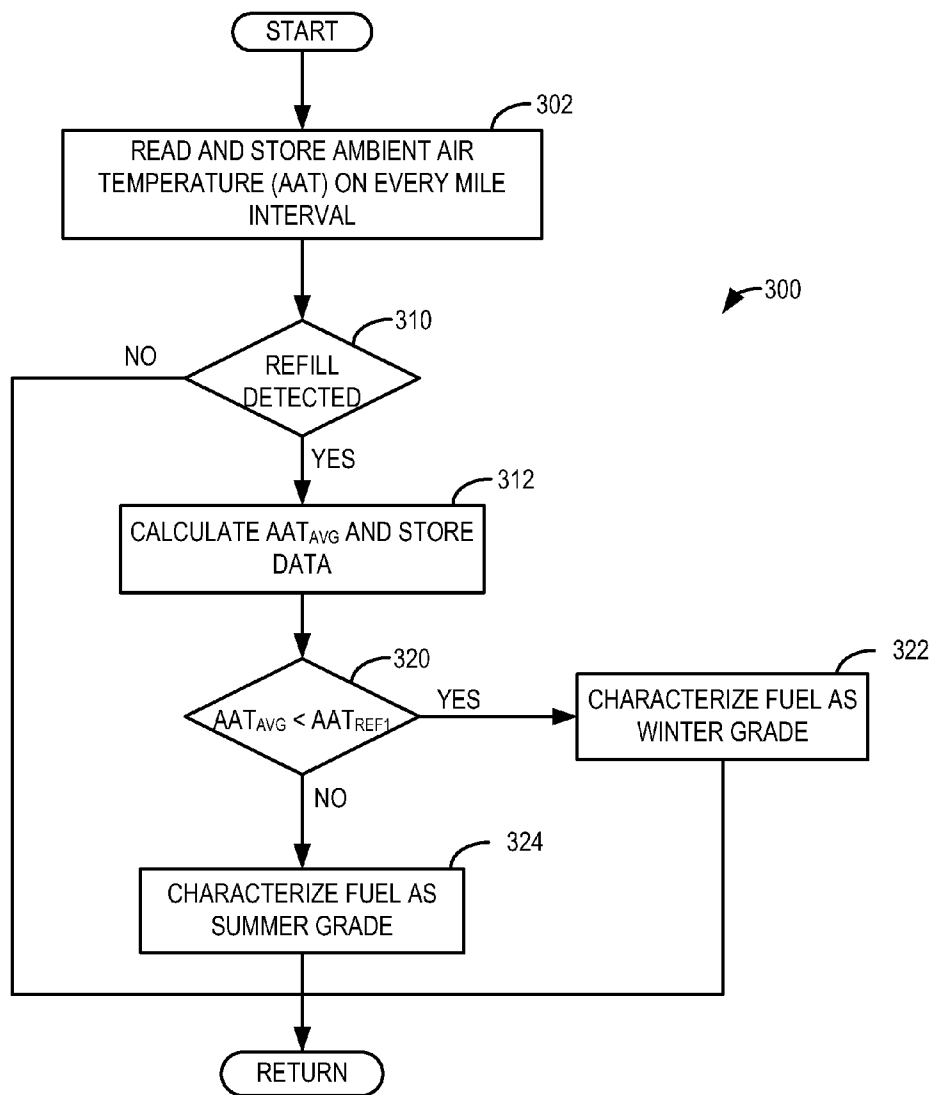 START
302
READ AND STORE AMBIENT AIR
TEMPERATURE (AAT) ON EVERY MILE
INTERVAL
300
310
NO
REFILL
DETECTED
YES
312
CALCULATE AATAVG AND STORE
DATA
320
322
AATAVG < AATREF1
YES
CHARACTERIZE FUEL AS
WINTER GRADE
NO
324
CHARACTERIZE FUEL AS
SUMMER GRADE
RETURN